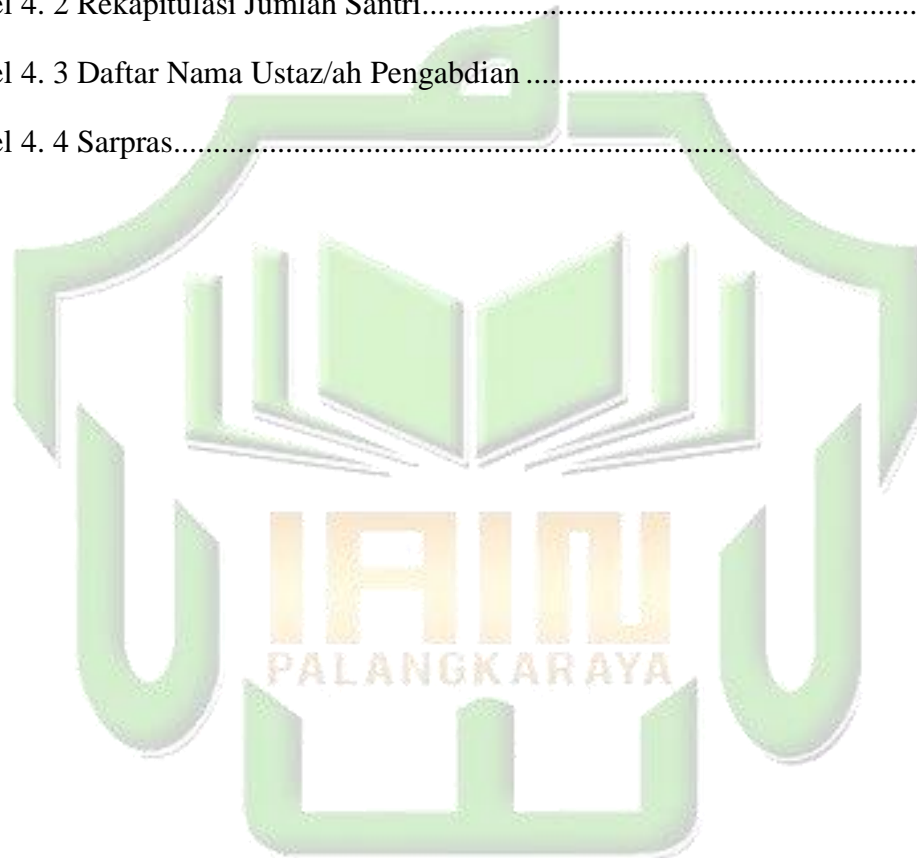 el 4. 2 Rekapitulasi Jumlah Santri....................................................................
el 4. 3 Daftar Nama Ustaz/ah Pengabdian ......................................................
el 4. 4 Sarpras....................................................................................................
IAIN
PALANGKARAYA